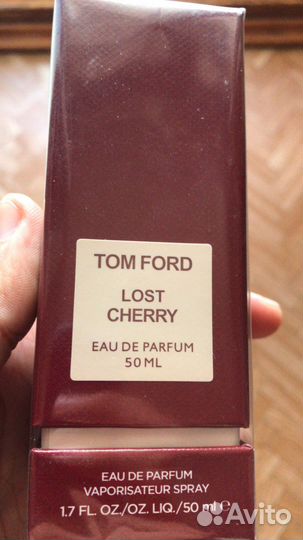 TOM FORD
LOST
CHERRY
EAU DE PARFUM
50 ML
EAU DE PARFUM
VAPORISATEUR SPRAY
1.7 FL. OZ./OZ. LIQ./50 ml ℮
Avito